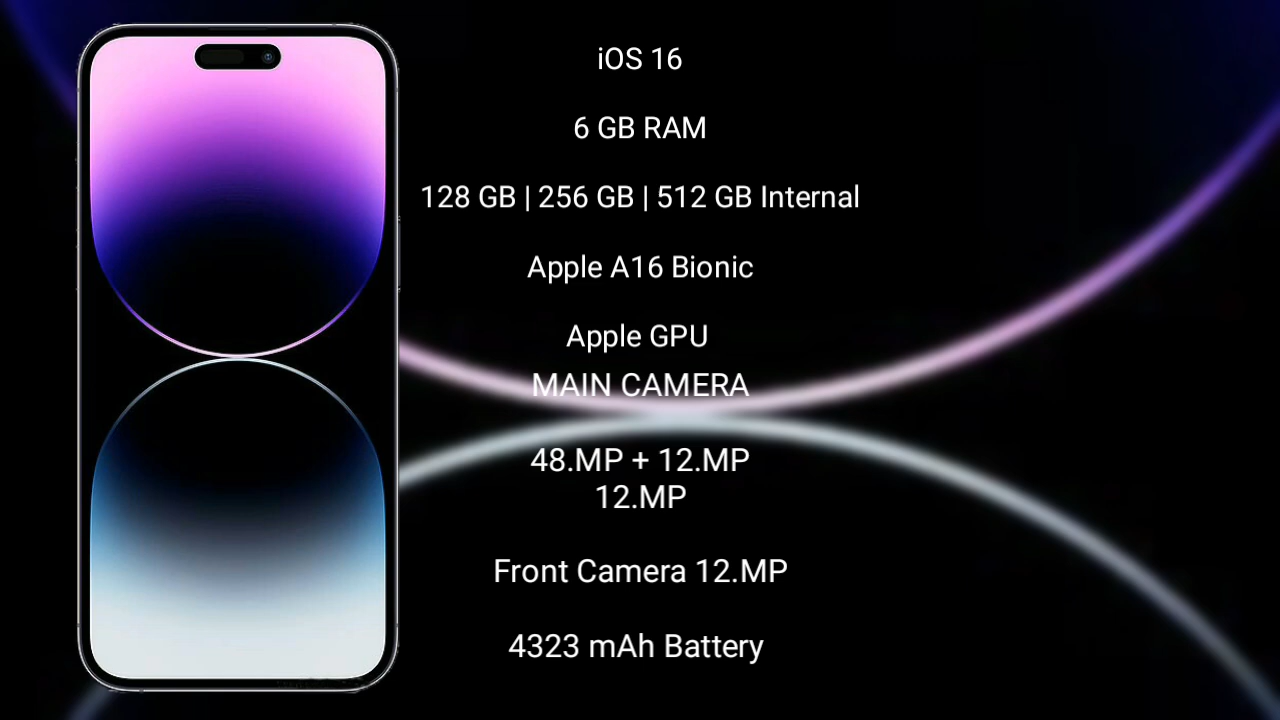 iOS 16
6 GB RAM
128 GB | 256 GB | 512 GB Internal
Apple A16 Bionic
Apple GPU
MAIN CAMERA
48.MP + 12.MP
12.MP
Front Camera 12.MP
4323 mAh Battery